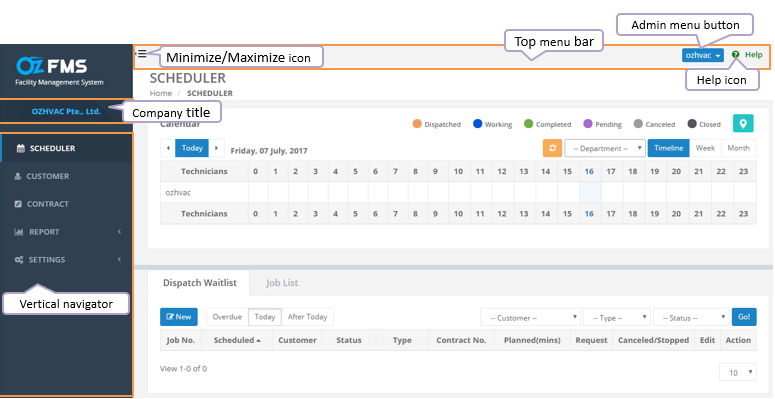 Admin menu button
Top menu bar
Minimize/Maximize icon
ozhvac
Help
Help icon
OZ FMS
Facility Management System
OZHVAC Pte., Ltd.
Company title
SCHEDULER
CUSTOMER
CONTRACT
REPORT
SETTINGS
Vertical navigator
SCHEDULER
Home / SCHEDULER
Calendar
Dispatched Working Completed Pending Canceled Closed
Today Friday, 07 July, 2017 -- Department -- Timeline Week Month
Technicians 0 1 2 3 4 5 6 7 8 9 10 11 12 13 14 15 16 17 18 19 20 21 22 23
ozhvac
Technicians 0 1 2 3 4 5 6 7 8 9 10 11 12 13 14 15 16 17 18 19 20 21 22 23
Dispatch Waitlist Job List
New Overdue Today After Today -- Customer -- -- Type -- -- Status -- Go!
Job No. Scheduled Customer Status Type Contract No. Planned(mins) Request Canceled/Stopped Edit Action
View 1-0 of 0
10